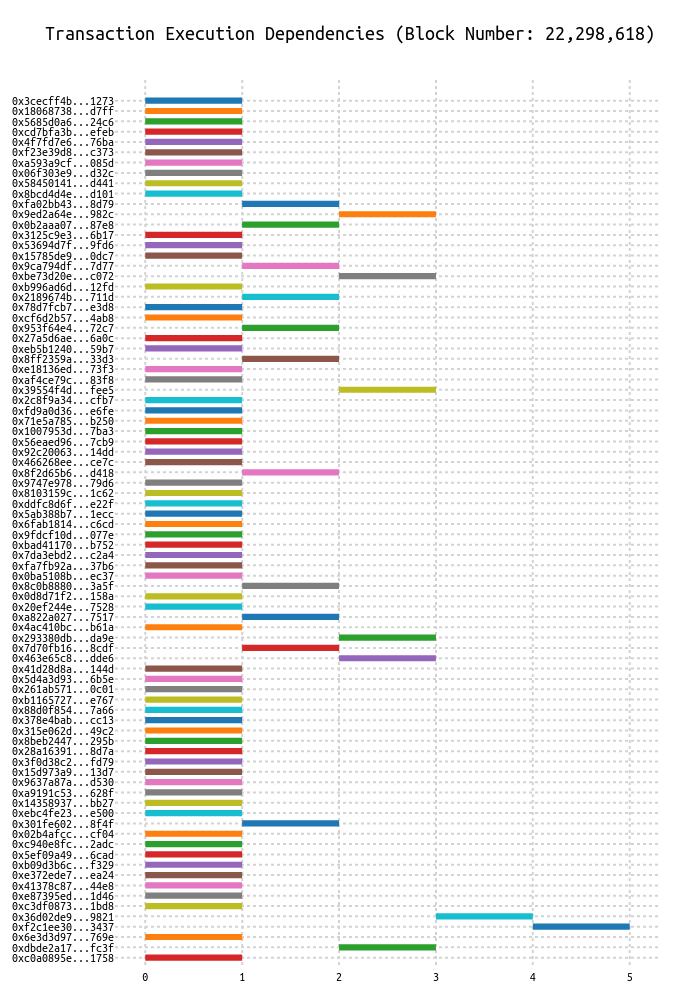 Transaction Execution Dependencies (Block Number: 22,298,618)
0x3cecff4b...1273
0x18068738...d7ff
0x5685d0a6...24c6
0xcd7bfa3b...efeb
0x4f7fd7e6...76ba
0xf23e39d8...c373
0xa593a9cf...085d
0x06f303e9...d32c
0x58450141...d441
0x8bcd4d4e...d101
0xfa02bb43...8d79
0x9ed2a64e...982c
0x0b2aaa07...87e8
0x3125c9e3...6b17
0x53694d7f...9fd6
0x15785de9...0dc7
0x9ca794df...7d77
0xbe73d20e...c072
0xb996ad6d...12fd
0x2189674b...711d
0x78d7fcb7...e3d8
0xcf6d2b57...4ab8
0x953f64e4...72c7
0x27a5d6ae...6a0c
0xeb5b1240...59b7
0x8ff2359a...33d3
0xe18136ed...73f3
0xaf4ce79c...83f8
0x39554f4d...fee5
0x2c8f9a34...cfb7
0xfd9a0d36...e6fe
0x71e5a785...b250
0x1007953d...7ba3
0x56eaed96...7cb9
0x92c20063...14dd
0x466268ee...ce7c
0x8f2d65b6...d418
0x9747e978...79d6
0x8103159c...1c62
0xddfc8d6f...e22f
0x5ab388b7...1ecc
0x6fab1814...c6cd
0x9fdcf10d...077e
0xbad41170...b752
0x7da3ebd2...c2a4
0xfa7fb92a...37b6
0x0ba5108b...ec37
0x8c0b8880...3a5f
0x0d8d71f2...158a
0x20ef244e...7528
0xa822a027...7517
0x4ac410bc...b61a
0x293380db...da9e
0x7d70fb16...8cdf
0x463e65c8...dde6
0x41d28d8a...144d
0x5d4a3d93...6b5e
0x261ab571...0c01
0xb1165727...e767
0x88d0f854...7a66
0x378e4bab...cc13
0x315e062d...49c2
0x8beb2447...295b
0x28a16391...8d7a
0x3f0d38c2...fd79
0x15d973a9...13d7
0x9637a87a...d530
0xa9191c53...628f
0x14358937...bb27
0xebc4fe23...e500
0x301fe602...8f4f
0x02b4afcc...cf04
0xc940e8fc...2adc
0x5ef09a49...6cad
0xb09d3b6c...f329
0xe372ede7...ea24
0x41378c87...44e8
0xe87395ed...1d46
0xc3df0873...1bd8
0x36d02de9...9821
0xf2c1ee30...3437
0x6e3d3d97...769e
0xdbde2a17...fc3f
0xc0a0895e...1758
0 1 2 3 4 5